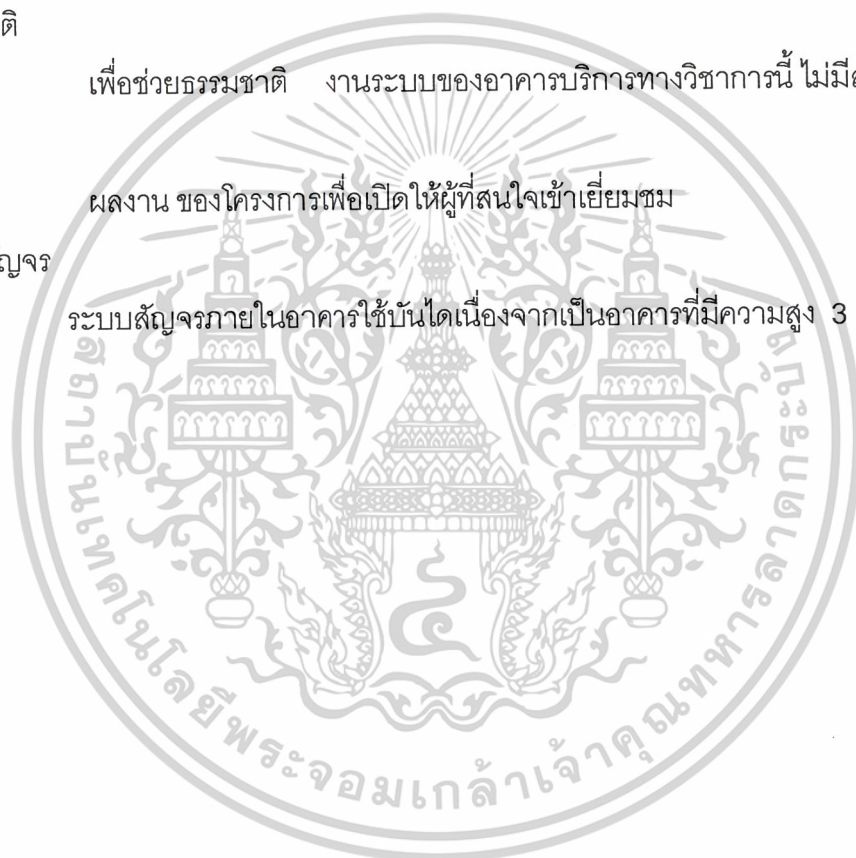 ติ
เพื่อช่วยธรรมชาติ งานระบบของอาคารบริการทางวิชาการนี้ ไม่มี
ผลงาน ของโครงการเพื่อเปิดให้ผู้ที่สนใจเข้าเยี่ยมชม
ัญจร
ระบบสัญจรภายในอาคารใช้บันไดเนื่องจากเป็นอาคารที่มีความสูง 3
สถาบันเทคโนโลยีพระจอมเกล้าเจ้าคุณทหารลาดกระบัง